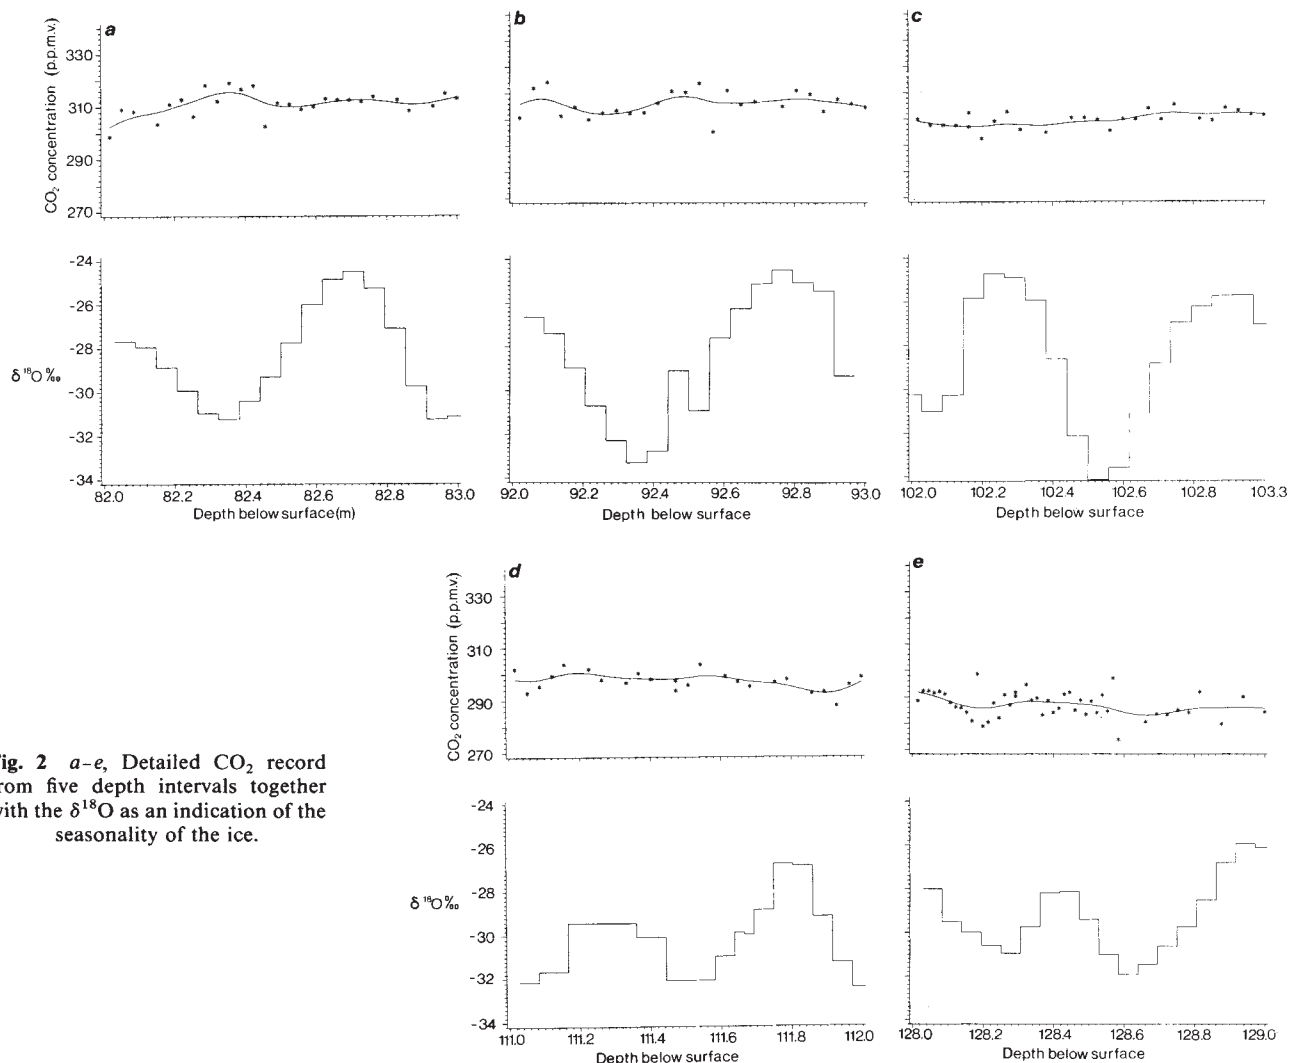 a
b
c
CO₂ concentration (p.p.m.v.)
330
310
290
270
-24
-26
-28
-30
-32
-34
δ¹⁸O‰
82.0 82.2 82.4 82.6 82.8 83.0
Depth below surface(m)
92.0 92.2 92.4 92.6 92.8 93.0
Depth below surface
102.0 102.2 102.4 102.6 102.8 103.3
Depth below surface
d
e
CO₂ concentration (p.p.m.v.)
330
310
290
270
ig. 2 a–e, Detailed CO₂ record
rom five depth intervals together
with the δ¹⁸O as an indication of the
seasonality of the ice.
-24
-26
-28
-30
-32
-34
δ¹⁸O‰
111.0 111.2 111.4 111.6 111.8 112.0
Depth below surface
128.0 128.2 128.4 128.6 128.8 129.0
Depth below surface